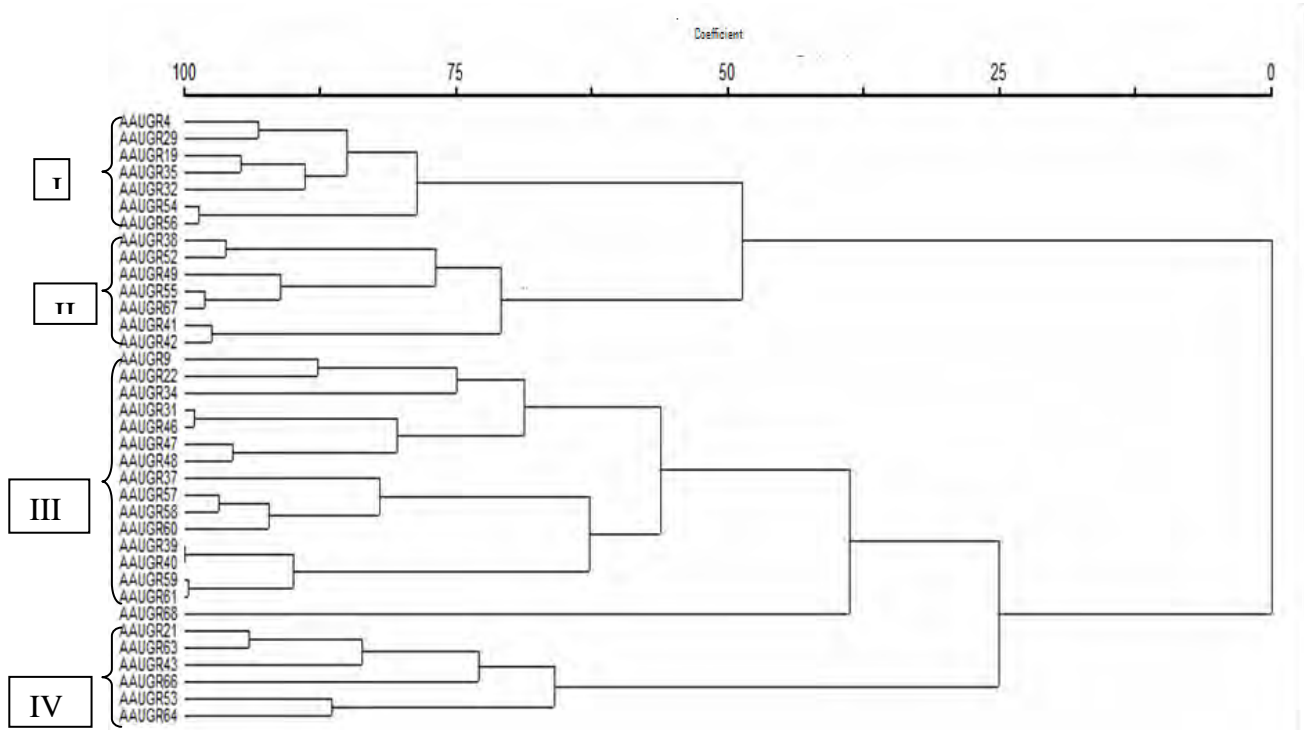 Coefficient
100 75 50 25 0
AAUGR4
AAUGR29
AAUGR19
AAUGR35
AAUGR32
AAUGR54
AAUGR56
AAUGR38
AAUGR52
AAUGR49
AAUGR55
AAUGR67
AAUGR41
AAUGR42
AAUGR9
AAUGR22
AAUGR34
AAUGR31
AAUGR46
AAUGR47
AAUGR48
AAUGR37
AAUGR57
AAUGR58
AAUGR60
AAUGR39
AAUGR40
AAUGR59
AAUGR61
AAUGR68
AAUGR21
AAUGR63
AAUGR43
AAUGR66
AAUGR53
AAUGR64
I
II
III
IV